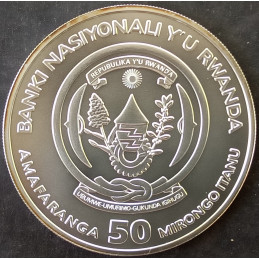 BANKI NASIYONALI Y'U RWANDA
REPUBULIKA Y'U RWANDA
UBUMWE-UMURIMO-GUKUNDA IGIHUGU
AMAFARANGA 50 MIRONGO ITANU